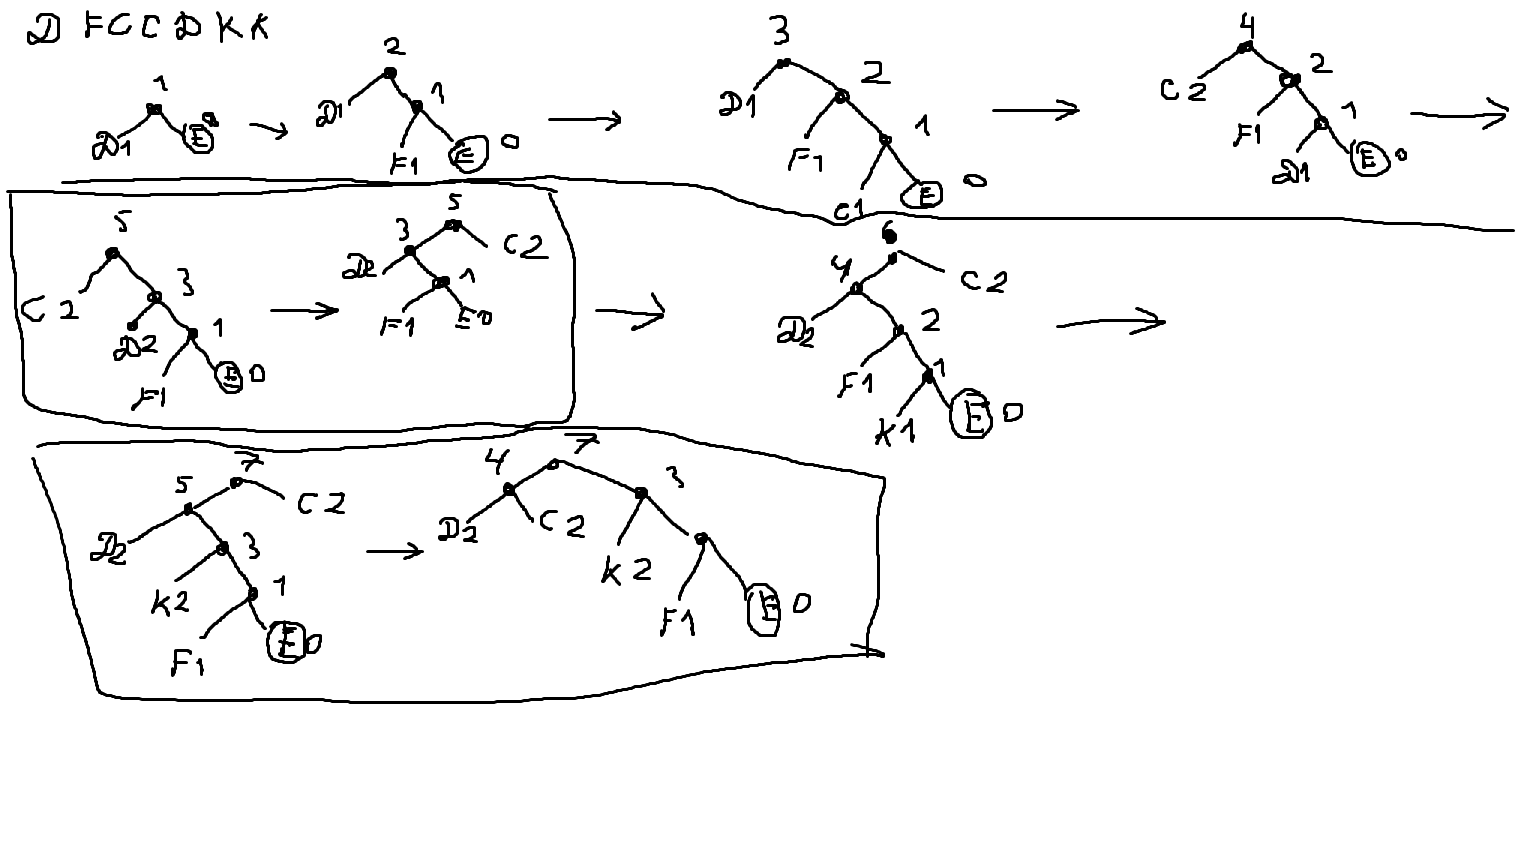 D F C C D K K
1 D1 E 0
2 D1 1 F1 E 0
3 D1 2 F1 1 C1 E 0
4 C2 2 F1 1 D1 E 0
5 C2 3 D2 1 F1 E 0
5 3 C2 D2 1 F1 E0
6 4 C2 D2 2 F1 1 K1 E 0
7 5 C2 D2 3 K2 1 F1 E 0
7 4 3 D2 C2 K2 F1 E 0